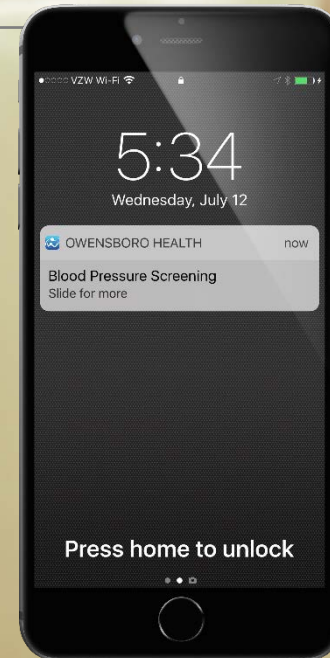 VZW Wi-Fi
5:34
Wednesday, July 12
OWENSBORO HEALTH now
Blood Pressure Screening
Slide for more
Press home to unlock